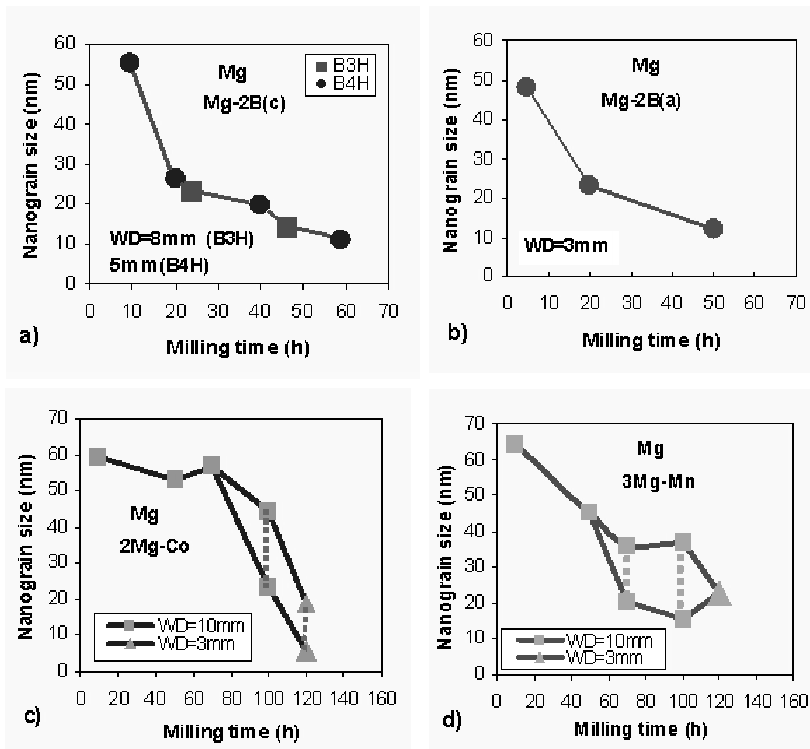 60
50
40
30
20
10
0
Nanograin size (nm)
Mg
Mg-2B(c)
B3H
B4H
WD=3mm (B3H)
5mm(B4H)
0 10 20 30 40 50 60 70
Milling time (h)
a)
60
50
40
30
20
10
0
Nanograin size (nm)
Mg
Mg-2B(a)
WD=3mm
0 10 20 30 40 50 60 70
Milling time (h)
b)
70
60
50
40
30
20
10
0
Nanograin size (nm)
Mg
2Mg-Co
WD=10mm
WD=3mm
0 20 40 60 80 100 120 140 160
Milling time (h)
c)
70
60
50
40
30
20
10
0
Nanograin size (nm)
Mg
3Mg-Mn
WD=10mm
WD=3mm
0 20 40 60 80 100 120 140 160
Milling time (h)
d)